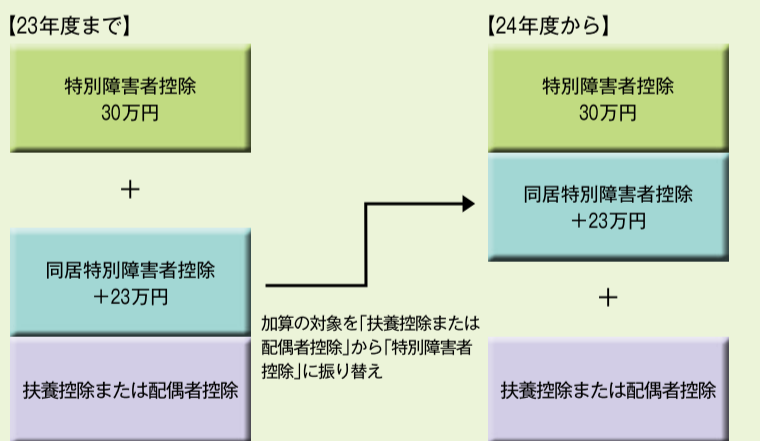 【23年度まで】
特別障害者控除
30万円
＋
同居特別障害者控除
＋23万円
扶養控除または配偶者控除
加算の対象を「扶養控除または
配偶者控除」から「特別障害者
控除」に振り替え
【24年度から】
特別障害者控除
30万円
同居特別障害者控除
＋23万円
＋
扶養控除または配偶者控除